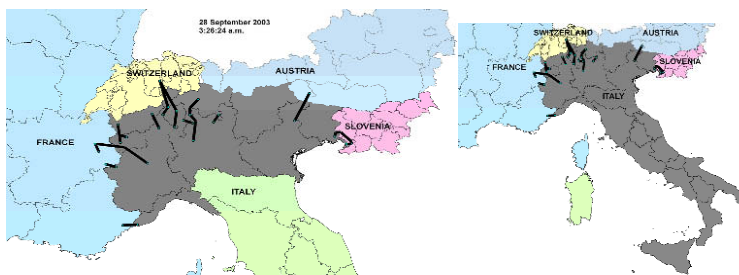 28 September 2003
3:26:24 a.m.
SWITZERLAND
AUSTRIA
FRANCE
SLOVENIA
ITALY
SWITZERLAND
AUSTRIA
FRANCE
SLOVENIA
ITALY